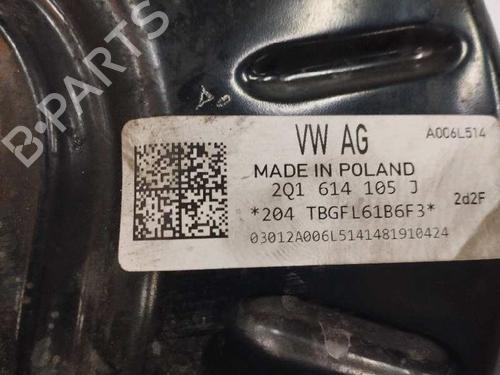 B-Parts
VW AG
A006L514
MADE IN POLAND
2Q1 614 105 J
2d2F
*204 TBGFL61B6F3*
03012A006L5141481910424